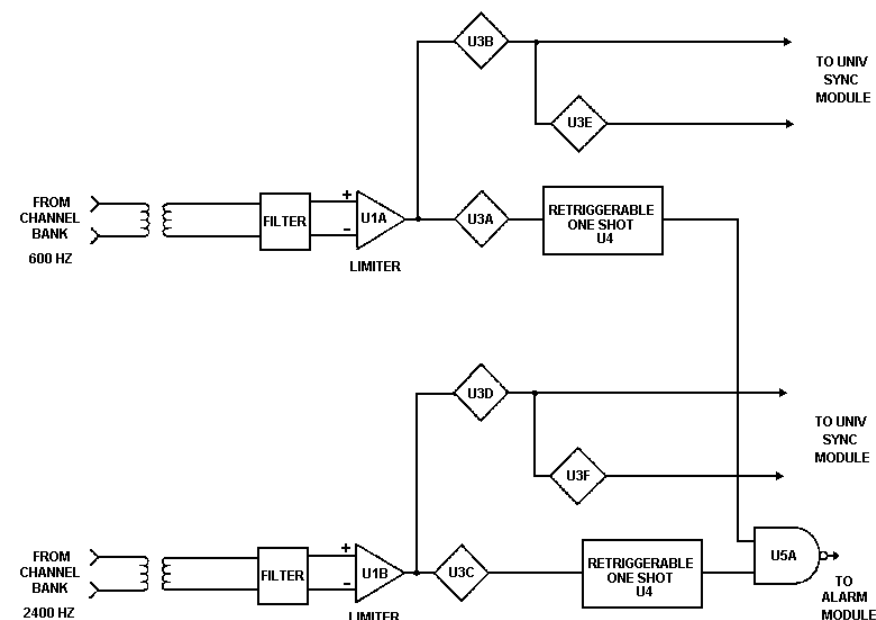 U3B
TO UNIV
SYNC
MODULE
U3E
FROM
CHANNEL
BANK
600 HZ
FILTER
+
−
U1A
LIMITER
U3A
RETRIGGERABLE
ONE SHOT
U4
U3D
TO UNIV
SYNC
MODULE
U3F
FROM
CHANNEL
BANK
2400 HZ
FILTER
+
−
U1B
LIMITER
U3C
RETRIGGERABLE
ONE SHOT
U4
U5A
TO
ALARM
MODULE